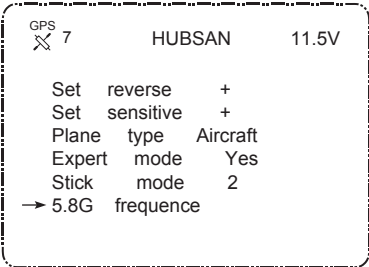 GPS
7 HUBSAN 11.5V
Set reverse +
Set sensitive +
Plane type Aircraft
Expert mode Yes
Stick mode 2
→ 5.8G frequence